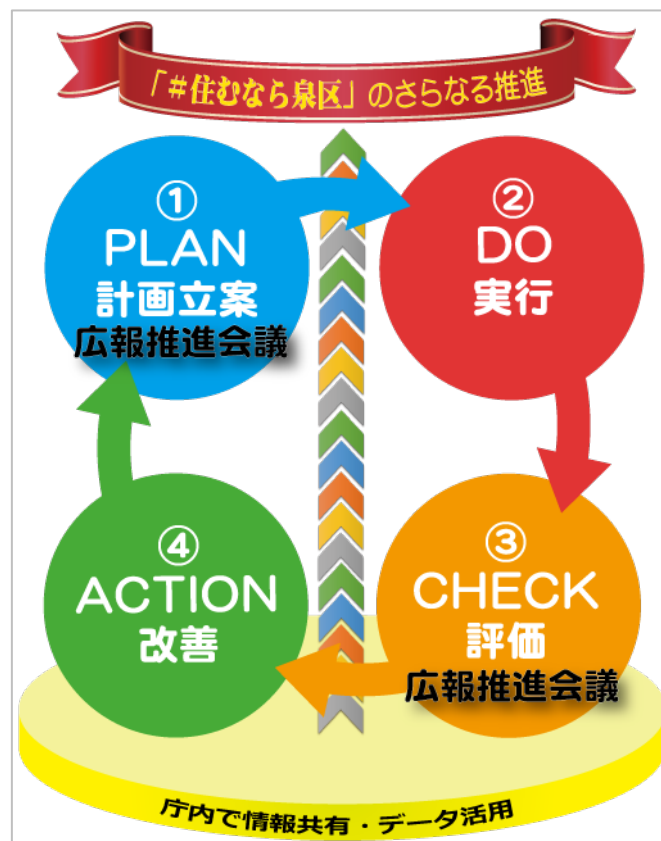 「#住むなら泉区」のさらなる推進
①
PLAN
計画立案
広報推進会議
②
DO
実行
③
CHECK
評価
広報推進会議
④
ACTION
改善
庁内で情報共有・データ活用